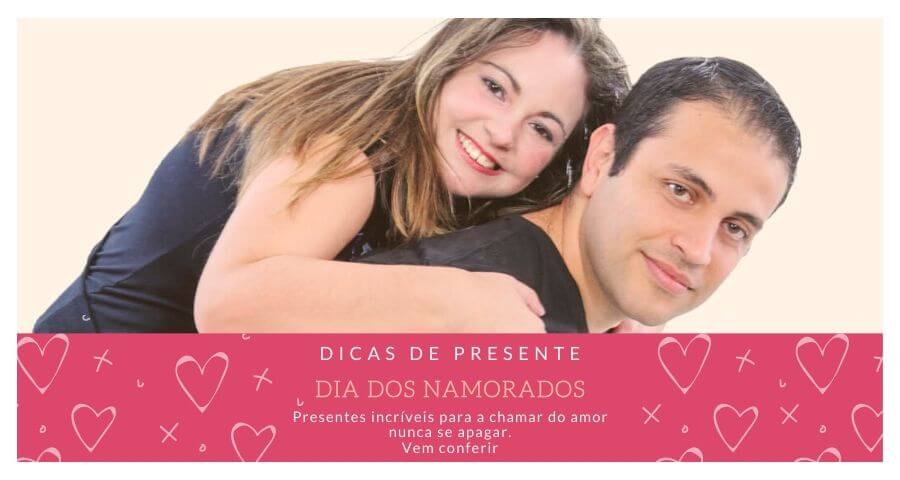 DICAS DE PRESENTE
DIA DOS NAMORADOS
Presentes incríveis para a chamar do amor
nunca se apagar.
Vem conferir